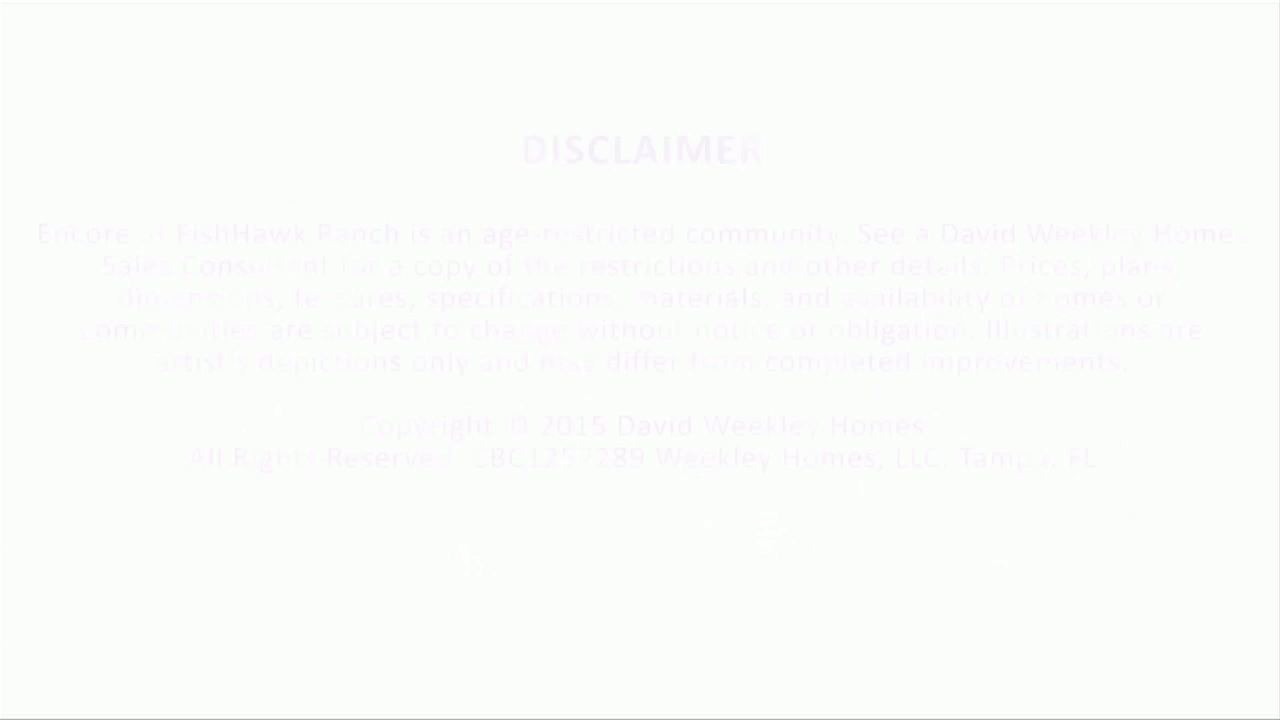 DISCLAIMER
Encore at FishHawk Ranch is an age-restricted community. See a David Weekley Homes
Sales Consultant for a copy of the restrictions and other details. Prices, plans,
dimensions, features, specifications, materials, and availability of homes or
communities are subject to change without notice or obligation. Illustrations are
artist's depictions only and may differ from completed improvements.
Copyright © 2015 David Weekley Homes
All Rights Reserved. CBC1257289 Weekley Homes, LLC. Tampa, FL